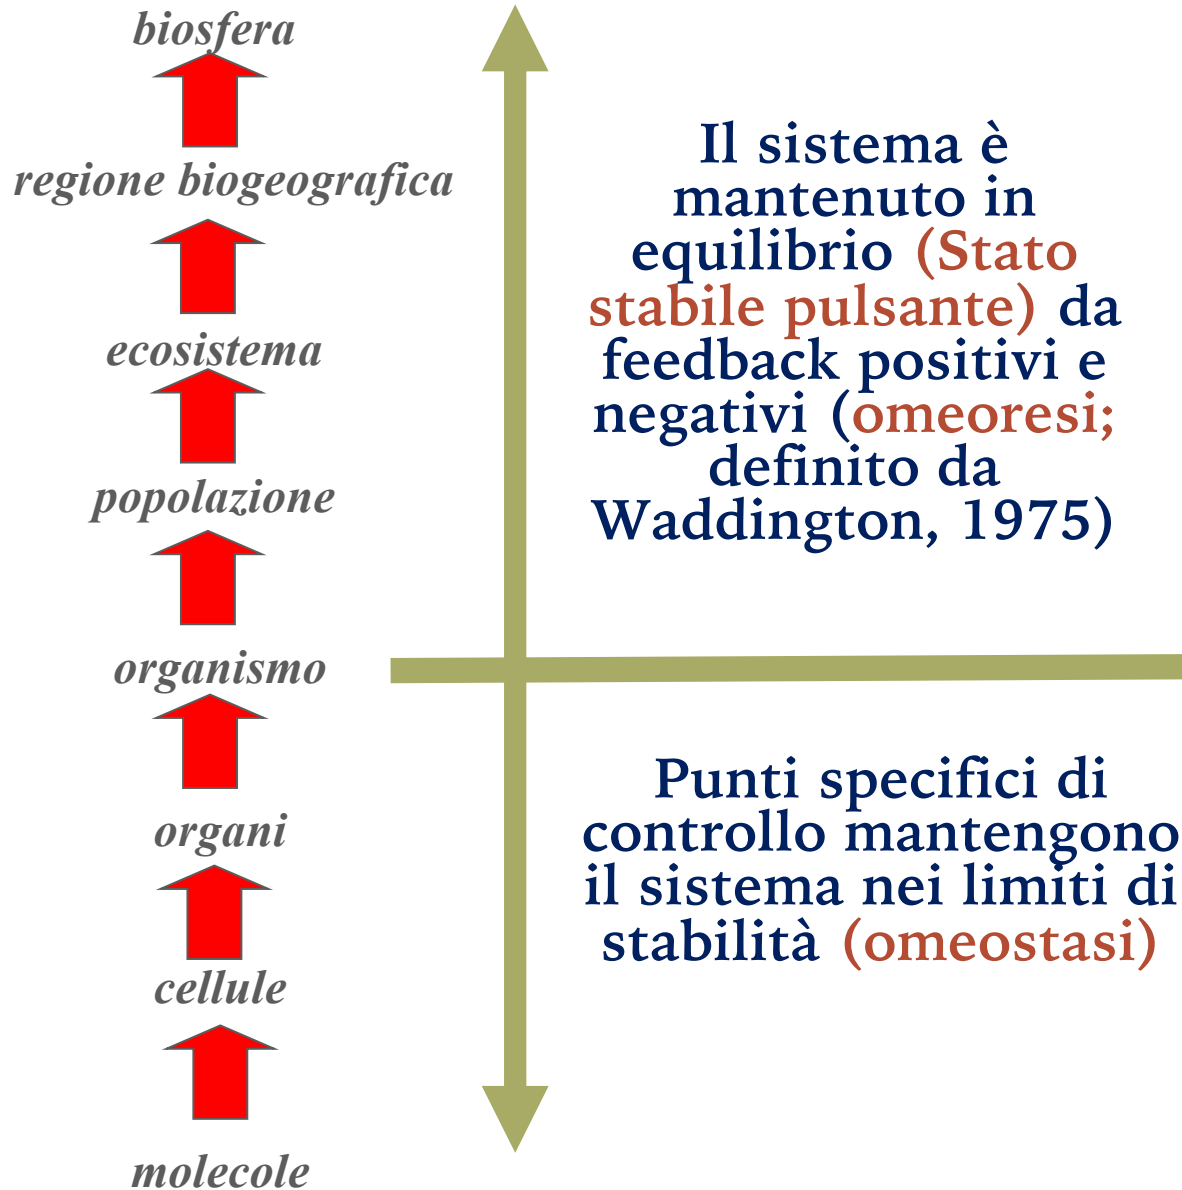 biosfera
regione biogeografica
ecosistema
popolazione
organismo
organi
cellule
molecole
Il sistema è
mantenuto in
equilibrio (Stato
stabile pulsante) da
feedback positivi e
negativi (omeoresi;
definito da
Waddington, 1975)
Punti specifici di
controllo mantengono
il sistema nei limiti di
stabilità (omeostasi)